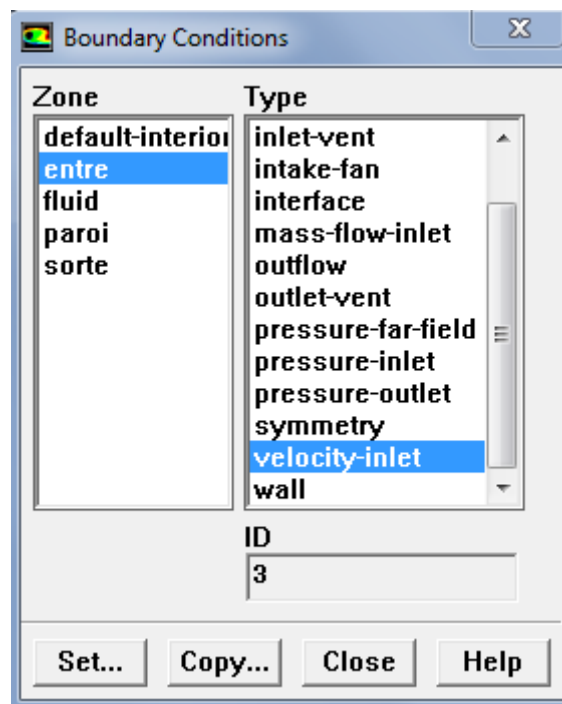 Boundary Conditions
Zone
default-interior
entre
fluid
paroi
sorte
Type
inlet-vent
intake-fan
interface
mass-flow-inlet
outflow
outlet-vent
pressure-far-field
pressure-inlet
pressure-outlet
symmetry
velocity-inlet
wall
ID
3
Set... Copy... Close Help